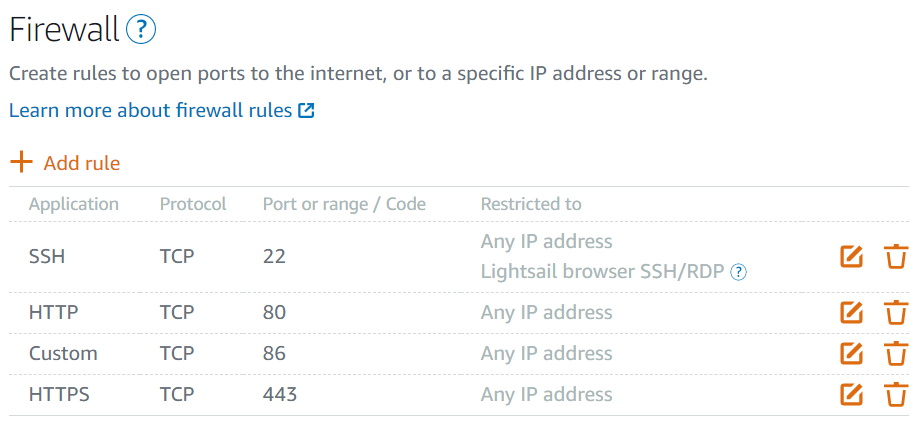 Firewall ?
Create rules to open ports to the internet, or to a specific IP address or range.
Learn more about firewall rules
+ Add rule
Application Protocol Port or range / Code Restricted to
SSH TCP 22 Any IP address
Lightsail browser SSH/RDP ?
HTTP TCP 80 Any IP address
Custom TCP 86 Any IP address
HTTPS TCP 443 Any IP address